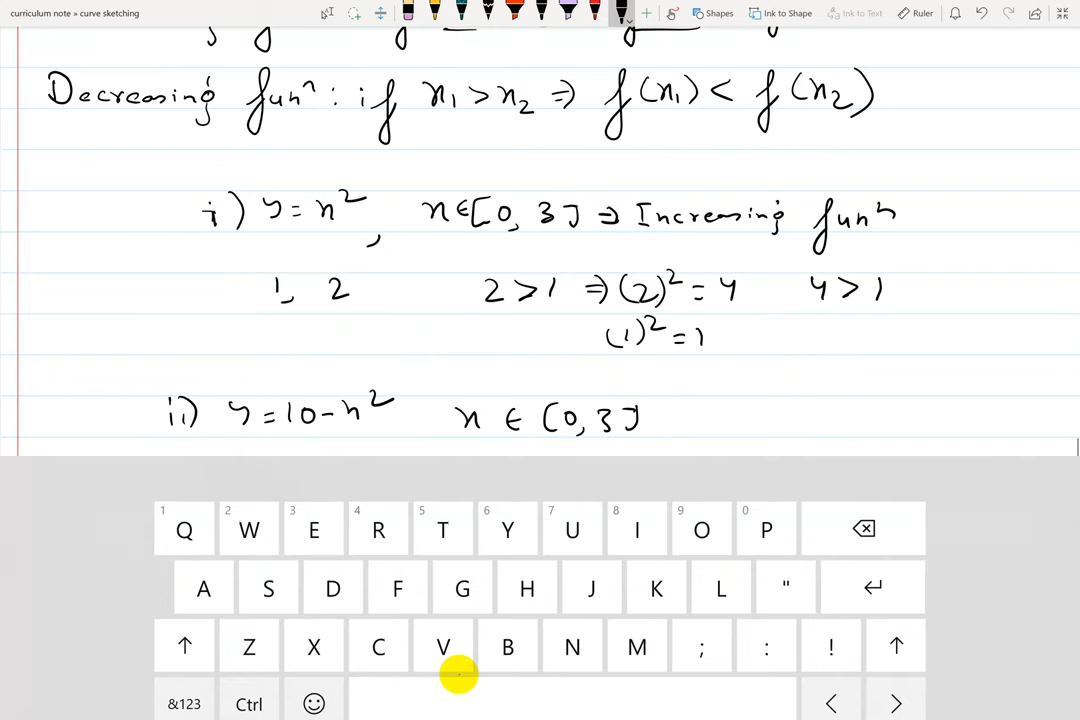 curriculum note » curve sketching
Shapes Ink to Shape Ink to Text Ruler
Decreasing funⁿ : if x₁ > x₂ ⇒ f(x₁) < f(x₂)
i) y = x², x ∈ [0, 3] ⇒ Increasing funⁿ
1, 2 2 > 1 ⇒ (2)² = 4 4 > 1
(1)² = 1
ii) y = 10 - x² x ∈ [0, 3]
1 2 3 4 5 6 7 8 9 0
Q W E R T Y U I O P
A S D F G H J K L "
Z X C V B N M ; : !
&123 Ctrl